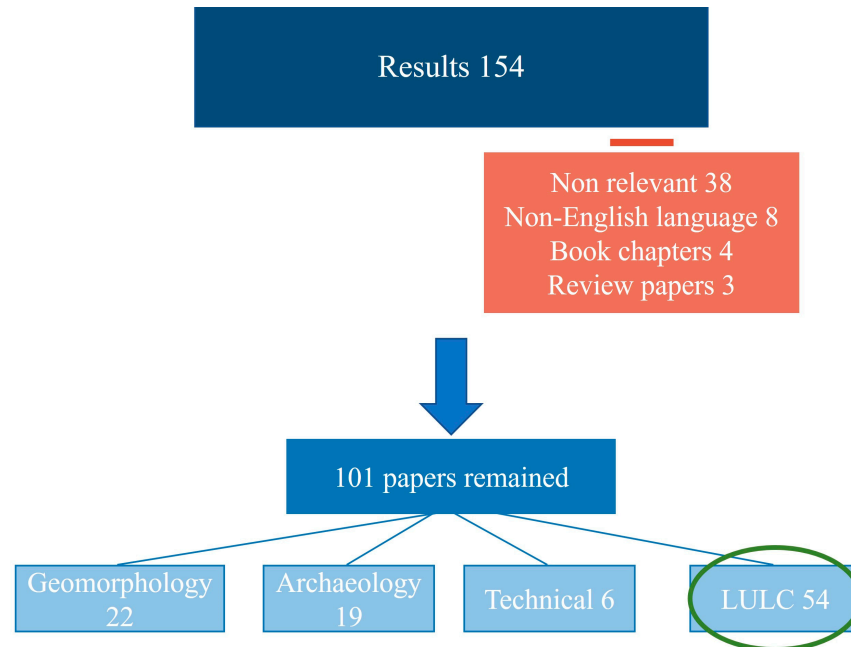 Results 154
Non relevant 38
Non-English language 8
Book chapters 4
Review papers 3
101 papers remained
Geomorphology
22
Archaeology
19
Technical 6
LULC 54